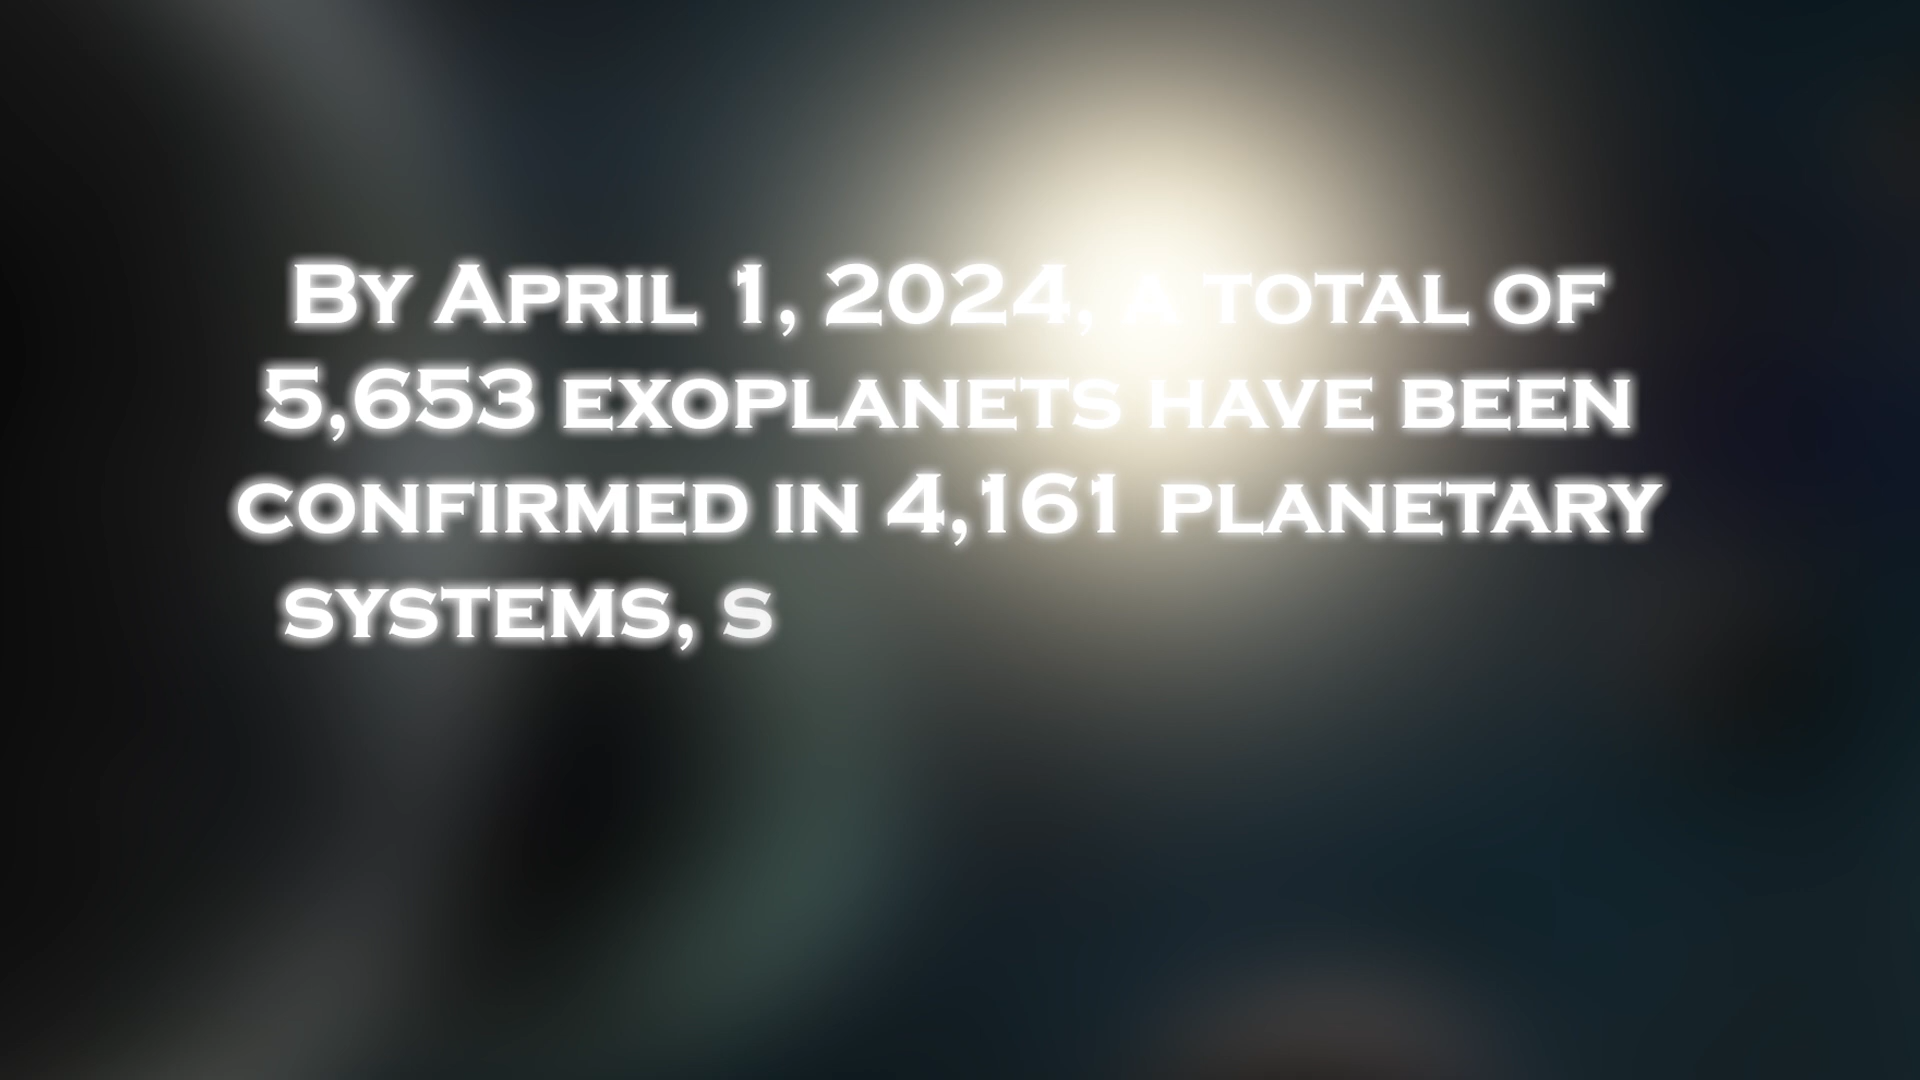 By April 1, 2024, a total of
5,653 exoplanets have been
confirmed in 4,161 planetary
systems, s